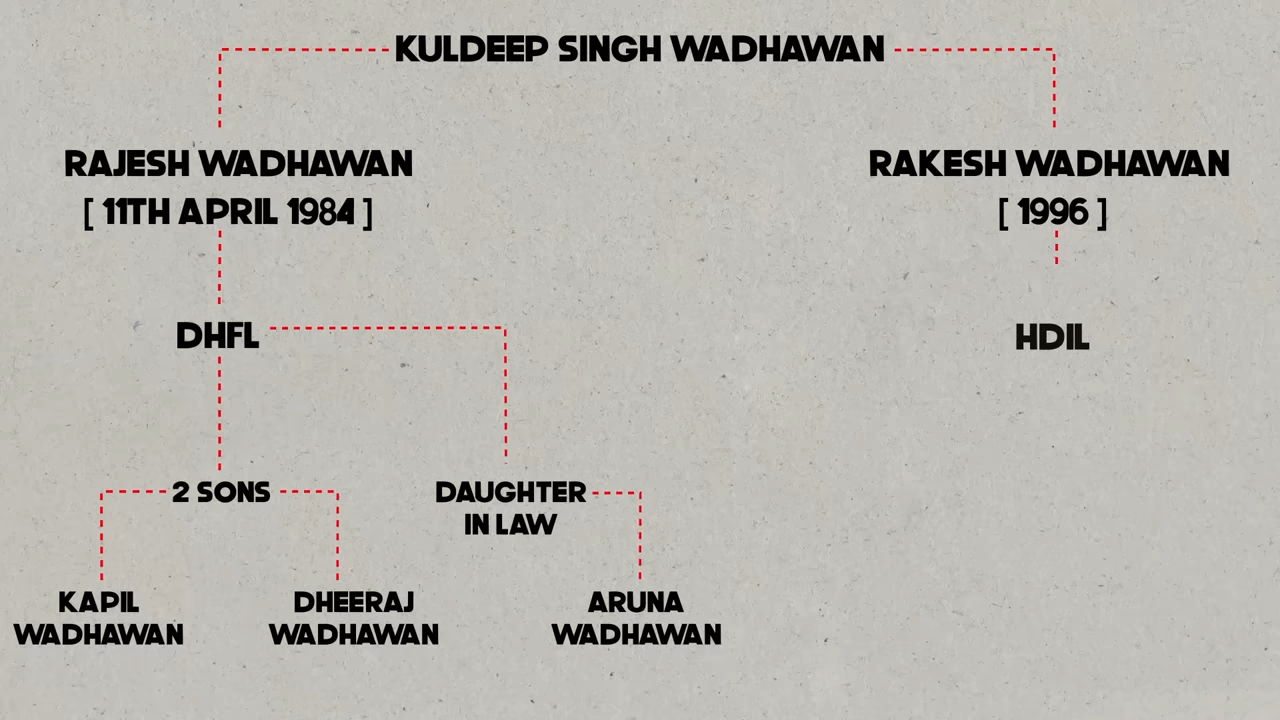 KULDEEP SINGH WADHAWAN
RAJESH WADHAWAN
[ 11TH APRIL 1984 ]
RAKESH WADHAWAN
[ 1996 ]
DHFL
HDIL
2 SONS
DAUGHTER
IN LAW
KAPIL
WADHAWAN
DHEERAJ
WADHAWAN
ARUNA
WADHAWAN